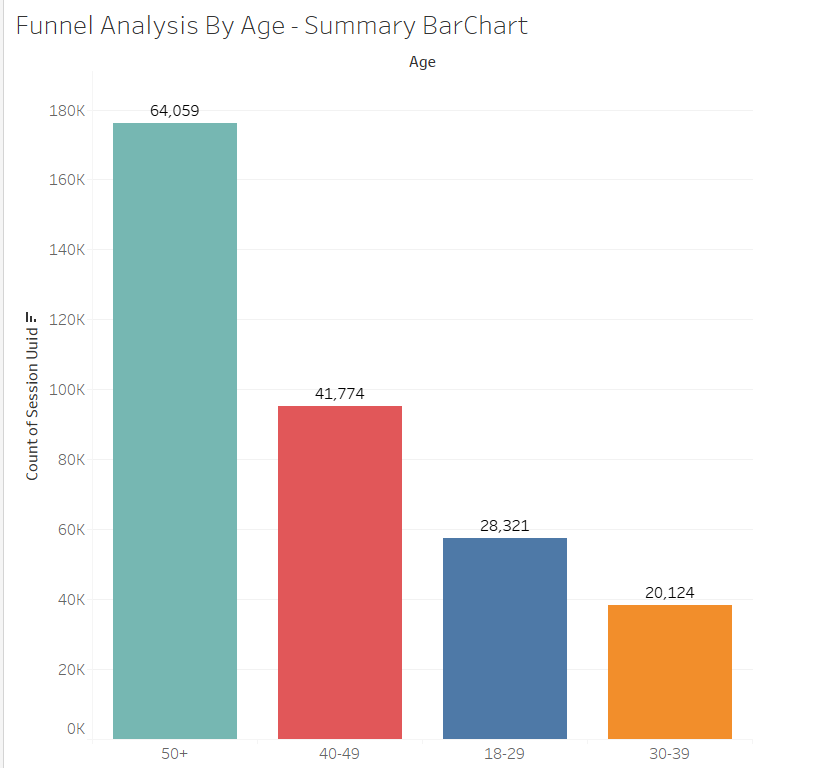 Funnel Analysis By Age - Summary BarChart
Age
Count of Session Uuid
180K
160K
140K
120K
100K
80K
60K
40K
20K
0K
64,059
41,774
28,321
20,124
50+
40-49
18-29
30-39